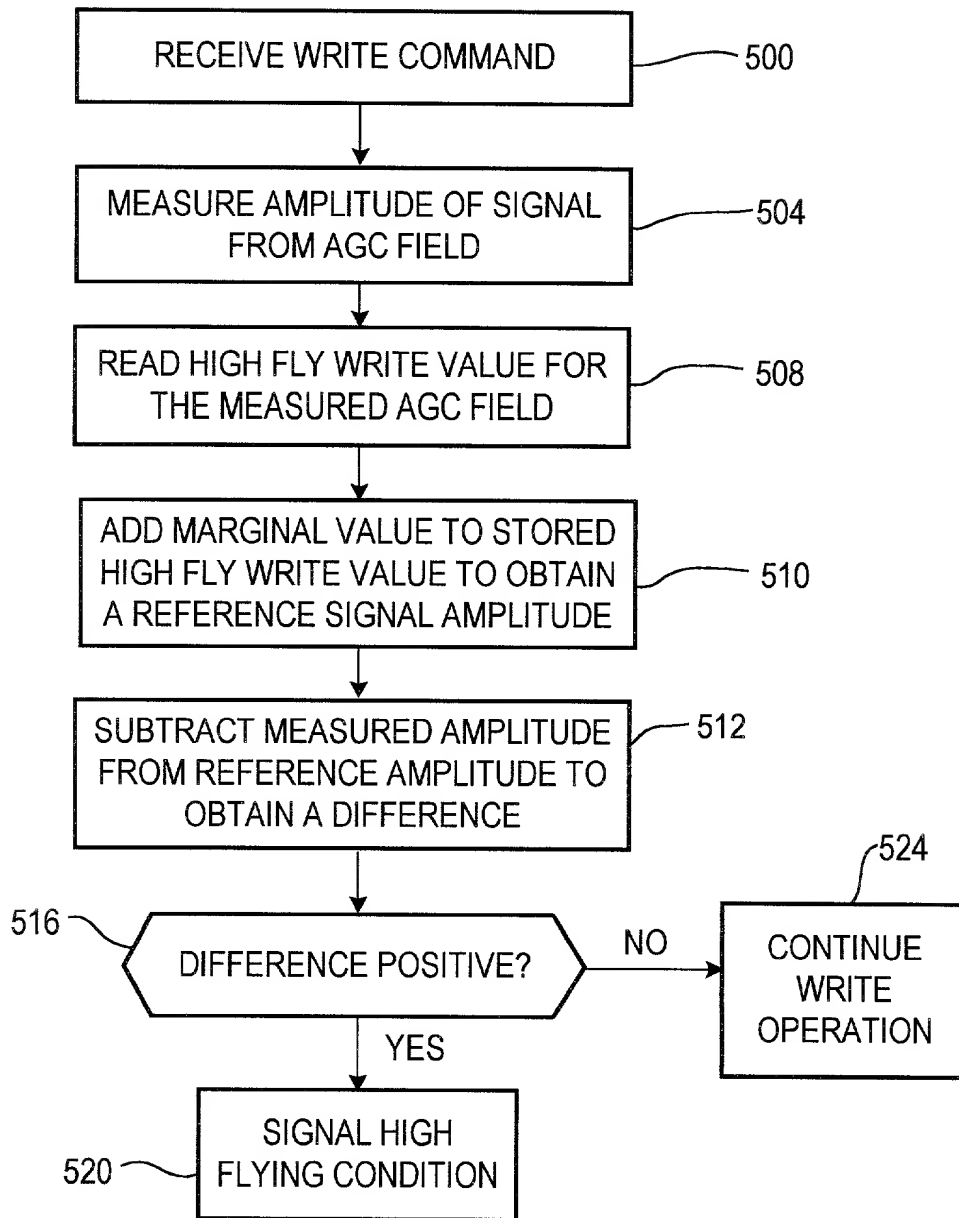 RECEIVE WRITE COMMAND
500
MEASURE AMPLITUDE OF SIGNAL
FROM AGC FIELD
504
READ HIGH FLY WRITE VALUE FOR
THE MEASURED AGC FIELD
508
ADD MARGINAL VALUE TO STORED
HIGH FLY WRITE VALUE TO OBTAIN
A REFERENCE SIGNAL AMPLITUDE
510
SUBTRACT MEASURED AMPLITUDE
FROM REFERENCE AMPLITUDE TO
OBTAIN A DIFFERENCE
512
516
DIFFERENCE POSITIVE?
NO
524
CONTINUE
WRITE
OPERATION
YES
SIGNAL HIGH
FLYING CONDITION
520